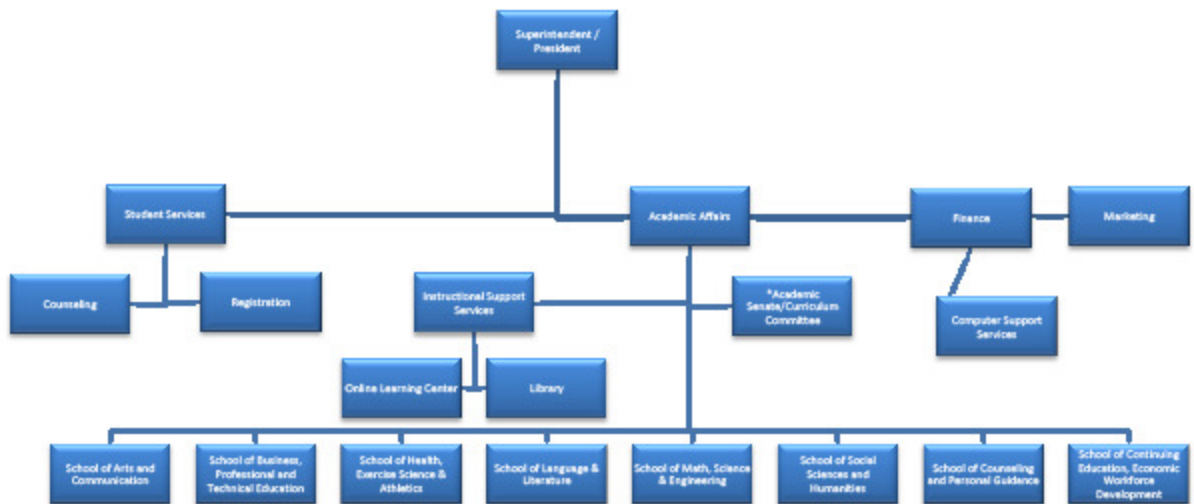 Superintendent /
President
Student Services
Academic Affairs
Finance
Marketing
Counseling
Registration
Instructional Support
Services
*Academic
Senate/Curriculum
Committee
Computer Support
Services
Online Learning Center
Library
School of Arts and
Communication
School of Business,
Professional and
Technical Education
School of Health,
Exercise Science &
Athletics
School of Language &
Literature
School of Math, Science
& Engineering
School of Social
Sciences and
Humanities
School of Counseling
and Personal Guidance
School of Continuing
Education, Economic
Workforce
Development